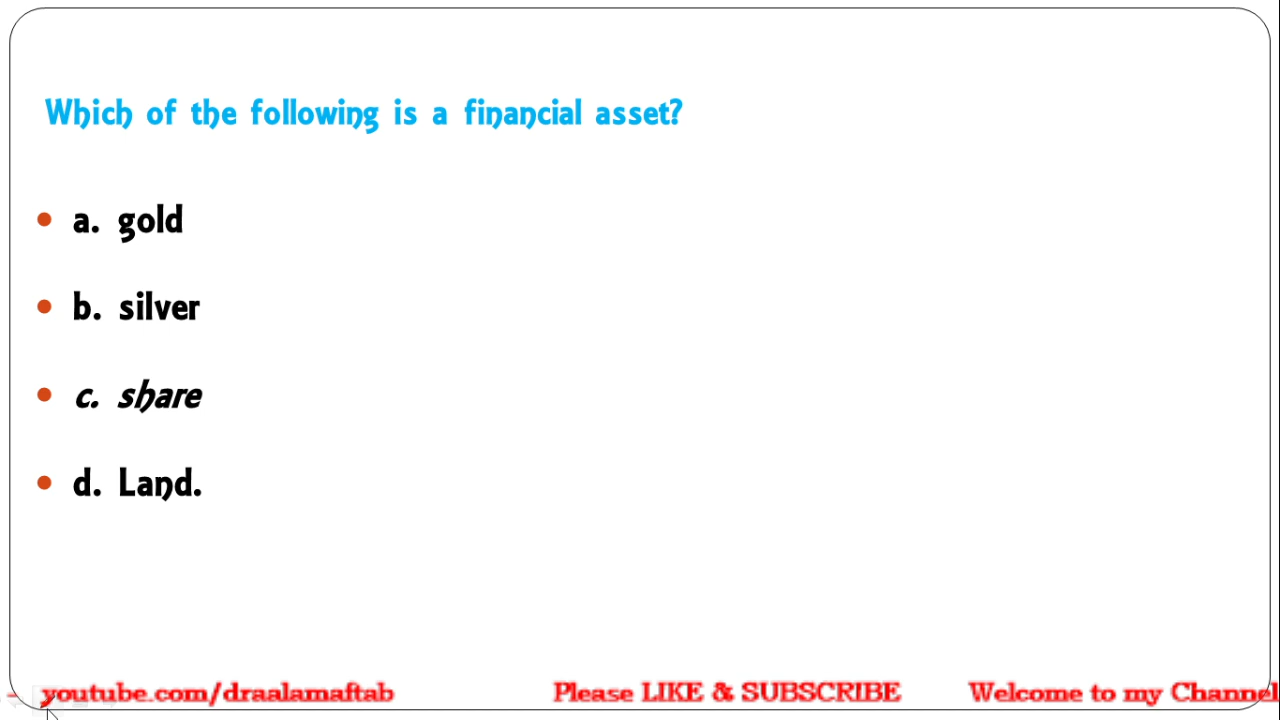 Which of the following is a financial asset?
a. gold
b. silver
c. share
d. Land.
youtube.com/draalamaftab Please LIKE & SUBSCRIBE Welcome to my Channel